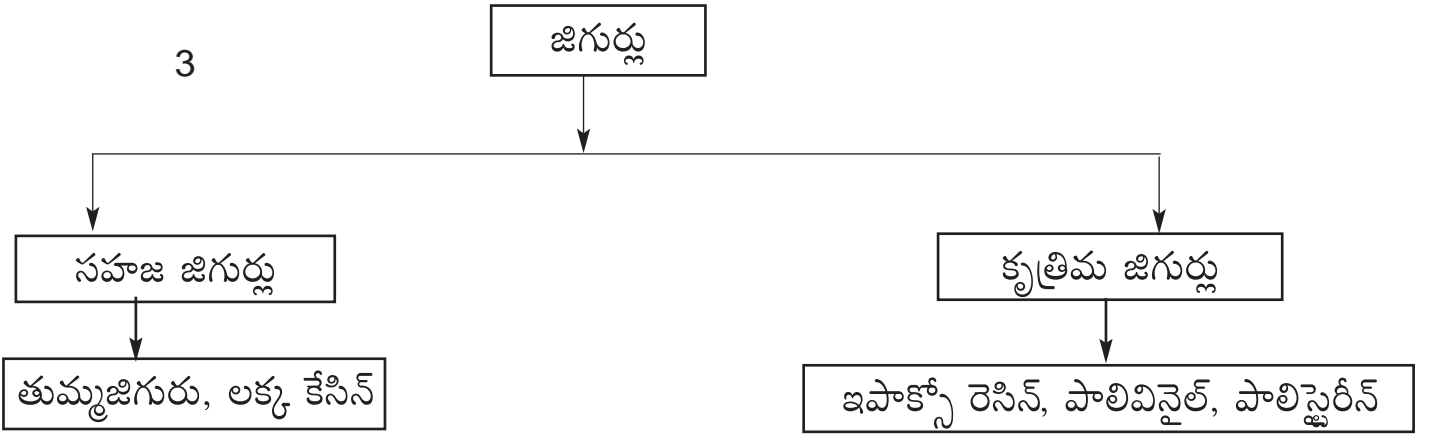 3
జిగుర్లు
సహజ జిగుర్లు
కృత్రిమ జిగుర్లు
తుమ్మజిగురు, లక్క కేసిన్
ఇపాక్సో రెసిన్, పాలివినైల్, పాలిస్టైరీన్